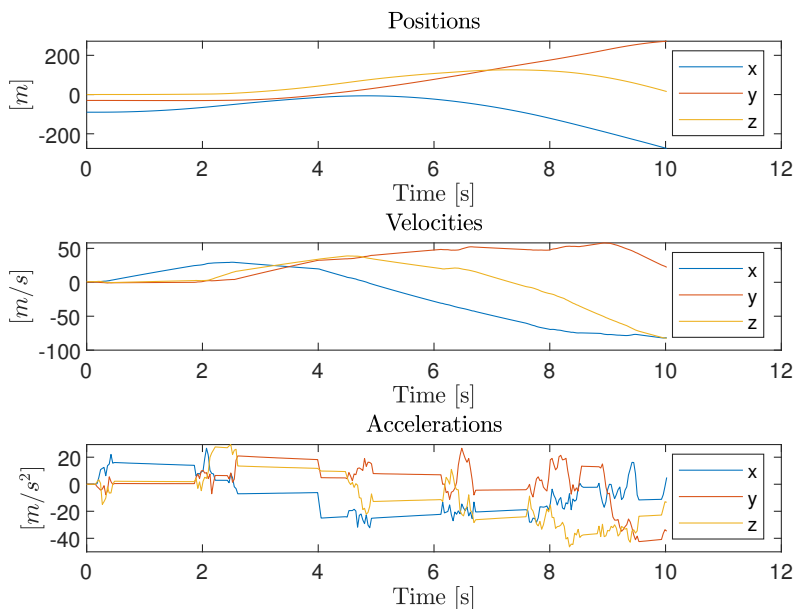 Positions
200
0
-200
[m]
x
y
z
0 2 4 6 8 10 12
Time [s]
Velocities
50
0
-50
-100
[m/s]
x
y
z
0 2 4 6 8 10 12
Time [s]
Accelerations
20
0
-20
-40
[m/s²]
x
y
z
0 2 4 6 8 10 12
Time [s]